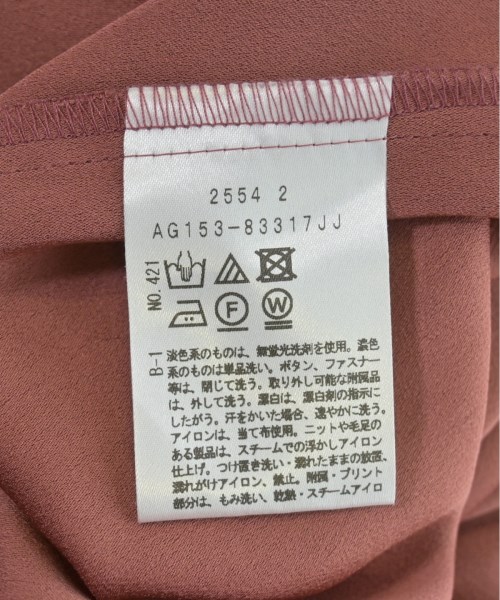 2554 2
AG153-83317JJ
NO.421
F
W
B-1
淡色系のものは、無蛍光洗剤を使用。濃色
系のものは単品洗い。ボタン、ファスナー
等は、閉じて洗う。取り外し可能な附属品
は、外して洗う。漂白は、漂白剤の指示に
したがう。汗をかいた場合、速やかに洗う。
アイロンは、当て布使用。ニットや毛足の
ある製品は、スチームでの浮かしアイロン
仕上げ。つけ置き洗い・濡れたままの放置、
濡れがけアイロン、禁止。附属・プリント
部分は、もみ洗い、乾熱・スチームアイロ